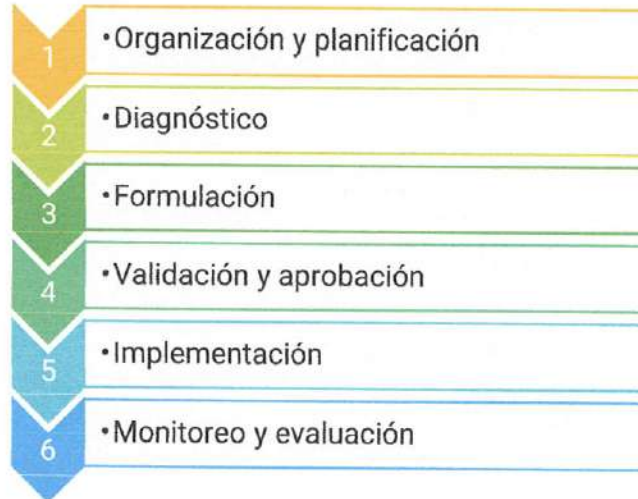 1 •Organización y planificación
2 •Diagnóstico
3 •Formulación
4 •Validación y aprobación
5 •Implementación
6 •Monitoreo y evaluación